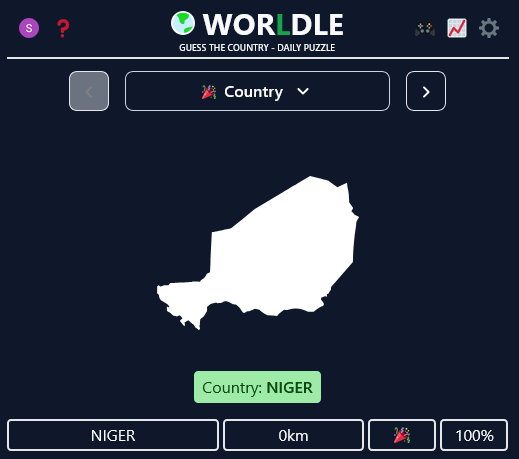 S
WORLDLE
GUESS THE COUNTRY - DAILY PUZZLE
Country
Country: NIGER
NIGER 0km 100%